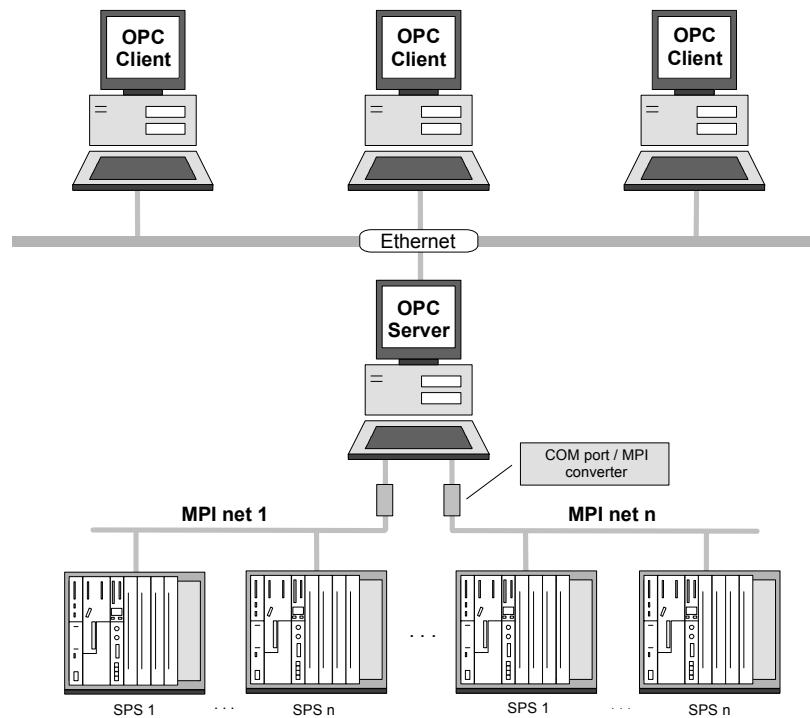 OPC
Client
OPC
Client
OPC
Client
Ethernet
OPC
Server
COM port / MPI
converter
MPI net 1
MPI net n
. . .
SPS 1
. . .
SPS n
SPS 1
. . .
SPS n